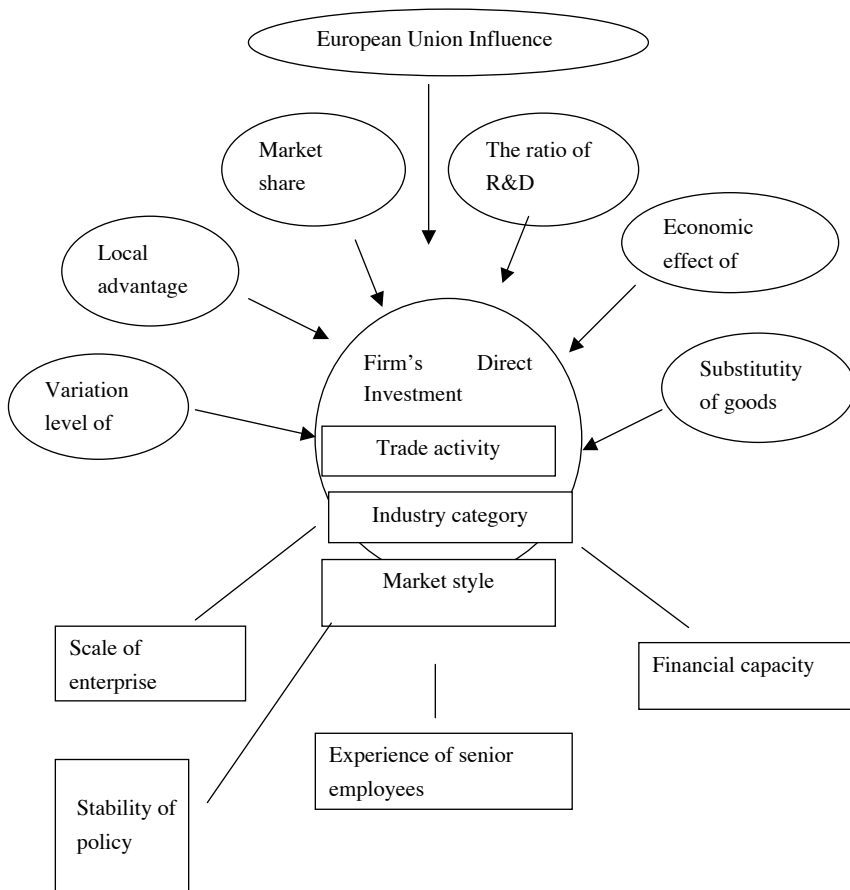 European Union Influence
Market
share
The ratio of
R&D
Economic
effect of
Local
advantage
Firm's Direct
Investment
Variation
level of
Substitutity
of goods
Trade activity
Industry category
Market style
Scale of
enterprise
Financial capacity
Experience of senior
employees
Stability of
policy